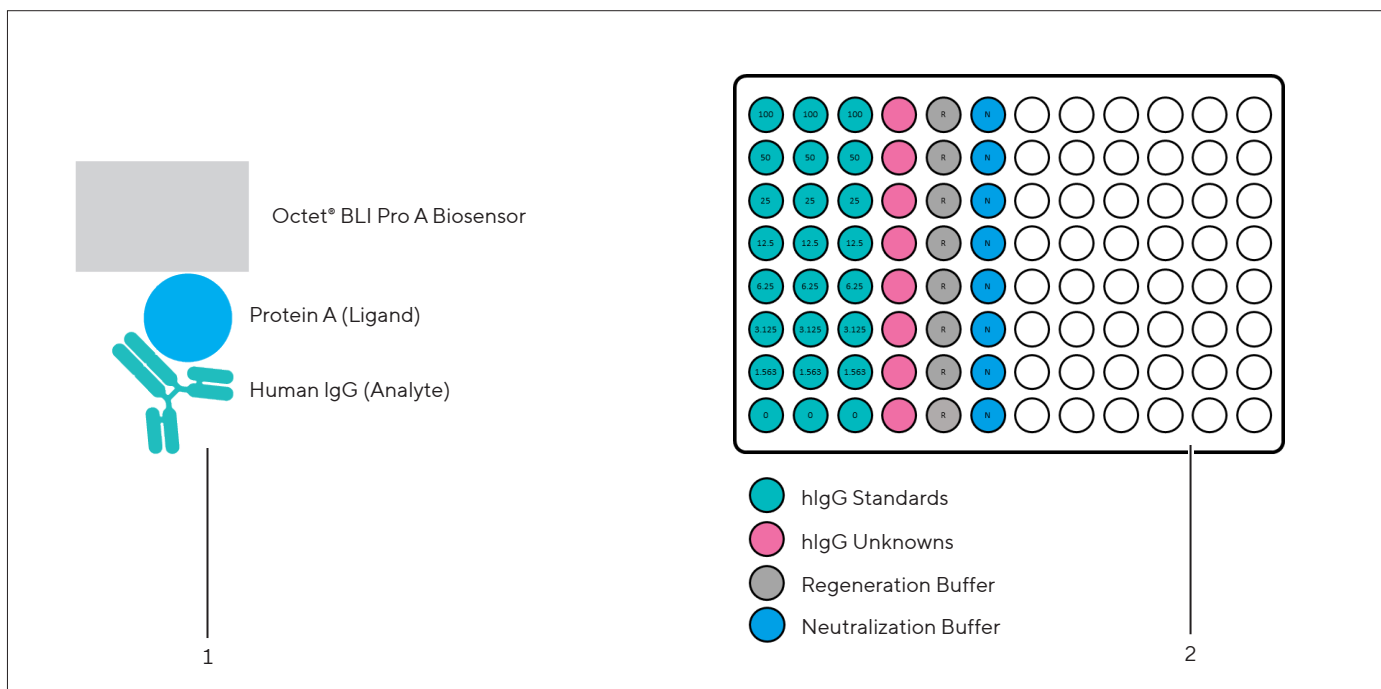 Octet® BLI Pro A Biosensor
Protein A (Ligand)
Human IgG (Analyte)
1
100 100 100 R N
50 50 50 R N
25 25 25 R N
12.5 12.5 12.5 R N
6.25 6.25 6.25 R N
3.125 3.125 3.125 R N
1.563 1.563 1.563 R N
0 0 0 R N
hIgG Standards
hIgG Unknowns
Regeneration Buffer
Neutralization Buffer
2